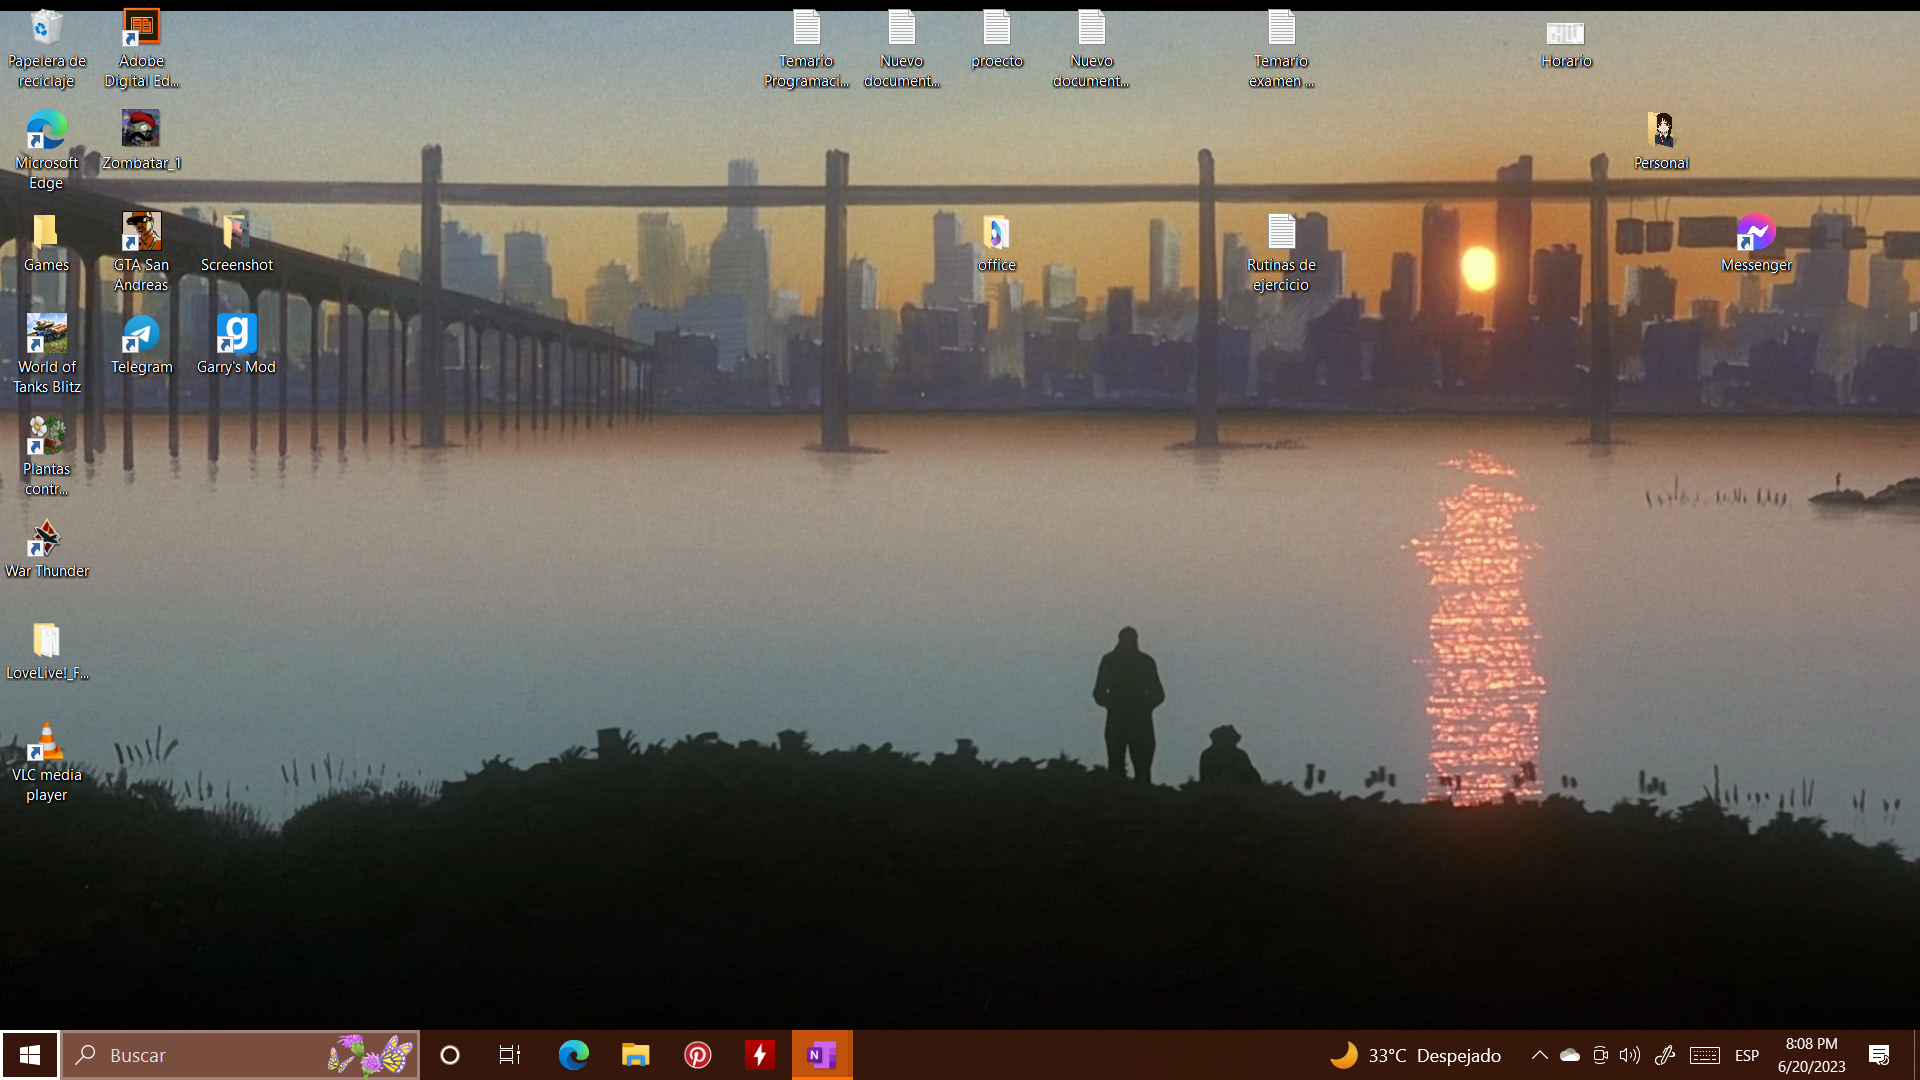 Papelera de
reciclaje
Adobe
Digital Ed...
Temario
Programaci...
Nuevo
document...
proecto
Nuevo
document...
Temario
examen ...
Horario
Microsoft
Edge
Zombatar_1
Personal
Games
GTA San
Andreas
Screenshot
office
Rutinas de
ejercicio
Messenger
World of
Tanks Blitz
Telegram
Garry's Mod
Plantas
contr...
War Thunder
LoveLive!_F...
VLC media
player
Buscar
33°C Despejado
ESP
8:08 PM
6/20/2023